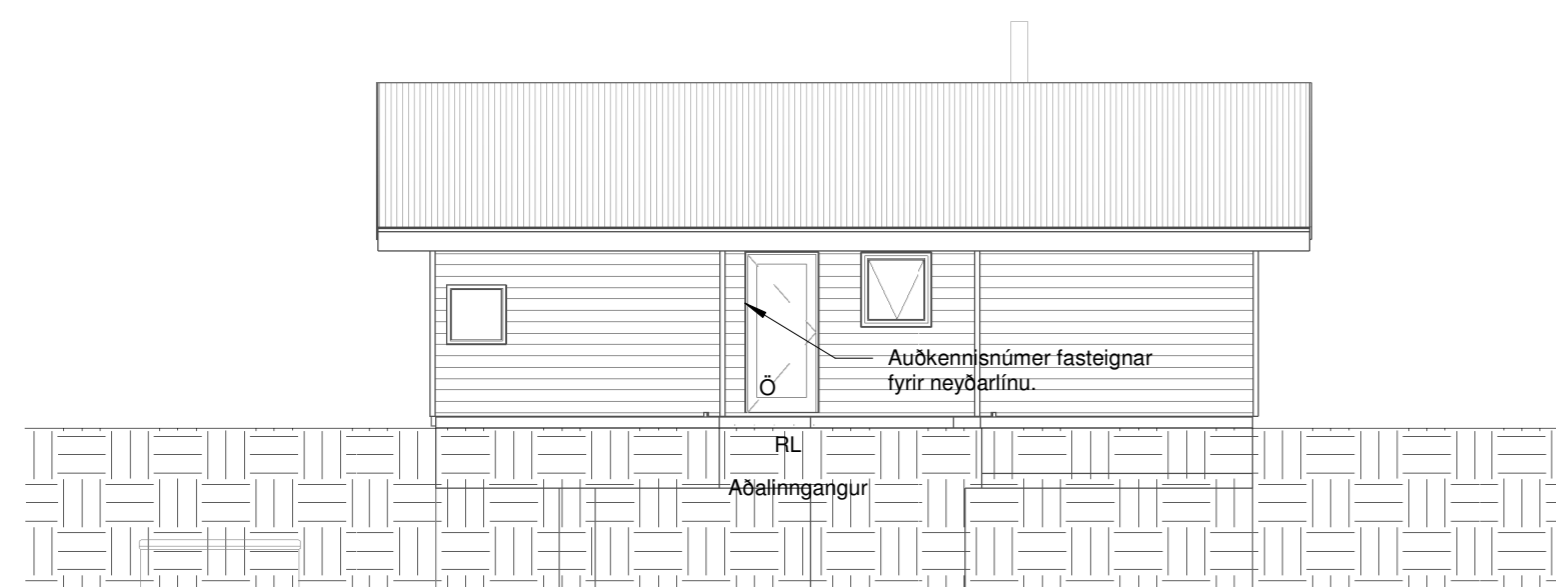 Auðkennisnúmer fasteignar
fyrir neyðarlínu.
Ö
RL
Aðalinngangur